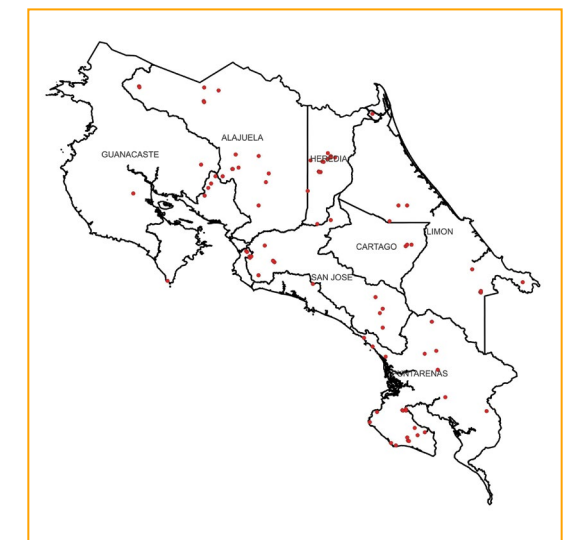 ALAJUELA
GUANACASTE
HEREDIA
LIMON
CARTAGO
SAN JOSE
PUNTARENAS